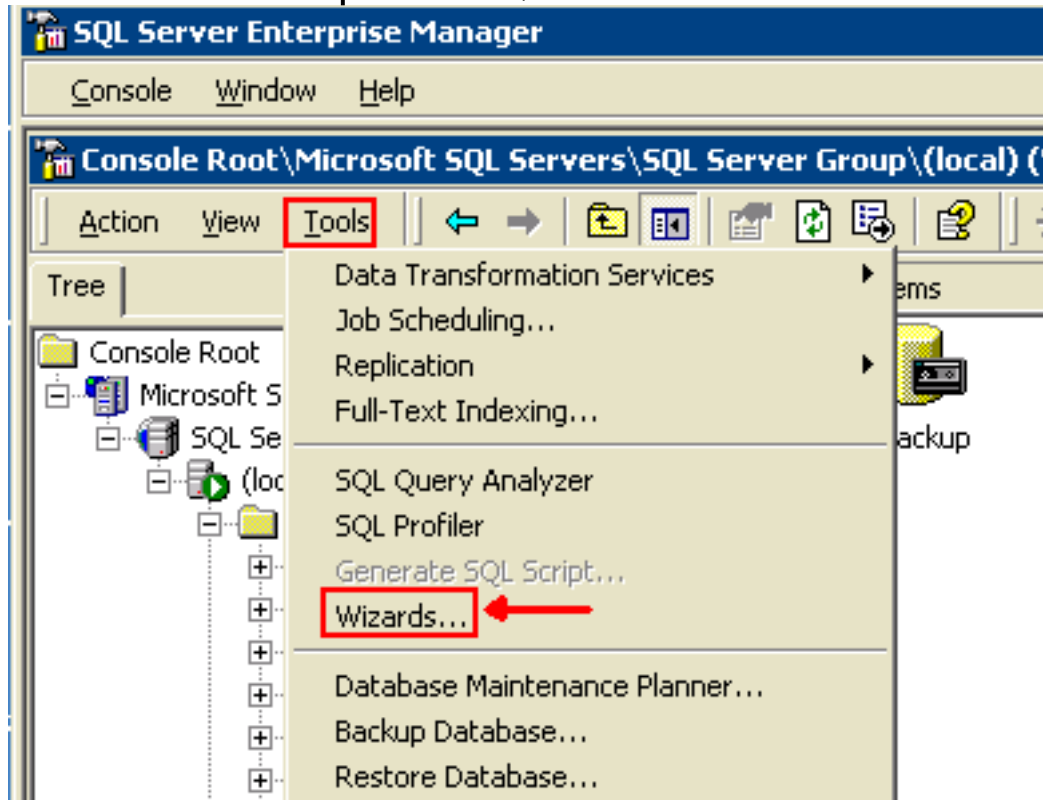 SQL Server Enterprise Manager
Console Window Help
Console Root\Microsoft SQL Servers\SQL Server Group\(local) (
Action View Tools
Tree
Data Transformation Services
Job Scheduling...
Replication
Full-Text Indexing...
SQL Query Analyzer
SQL Profiler
Generate SQL Script...
Wizards...
Database Maintenance Planner...
Backup Database...
Restore Database...
ems
ackup
Console Root
Microsoft S
SQL Se
(loc